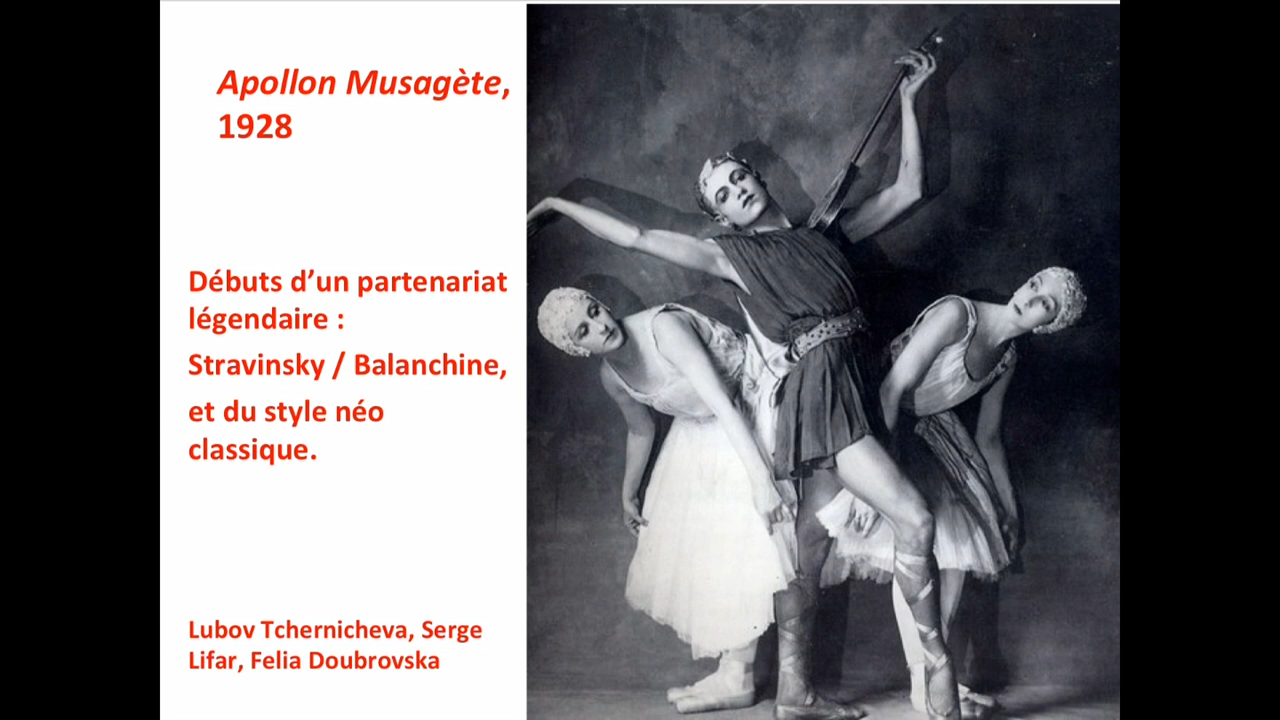 Apollon Musagète,
1928
Débuts d’un partenariat
légendaire :
Stravinsky / Balanchine,
et du style néo
classique.
Lubov Tchernicheva, Serge
Lifar, Felia Doubrovska